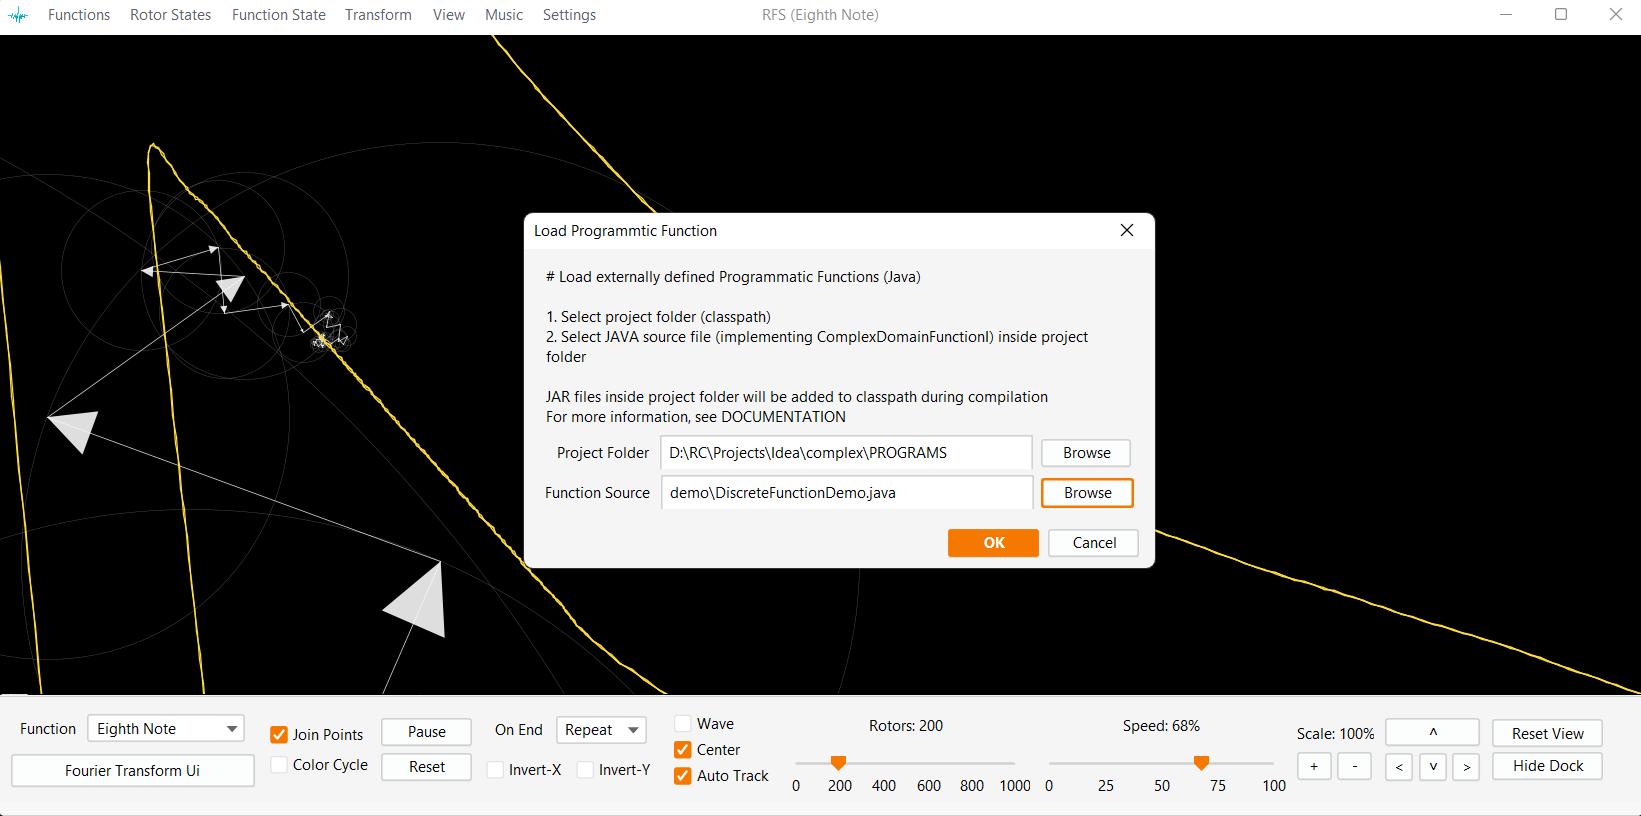 Functions Rotor States Function State Transform View Music Settings RFS (Eighth Note)
Load Programmtic Function
# Load externally defined Programmatic Functions (Java)
1. Select project folder (classpath)
2. Select JAVA source file (implementing ComplexDomainFunctionI) inside project
folder
JAR files inside project folder will be added to classpath during compilation
For more information, see DOCUMENTATION
Project Folder D:\RC\Projects\Idea\complex\PROGRAMS Browse
Function Source demo\DiscreteFunctionDemo.java Browse
OK Cancel
Function Eighth Note
Fourier Transform Ui
Join Points
Color Cycle
Pause
Reset
On End Repeat
Invert-X Invert-Y
Wave
Center
Auto Track
Rotors: 200
0 200 400 600 800 1000
Speed: 68%
0 25 50 75 100
Scale: 100%
+ -
^
< v >
Reset View
Hide Dock